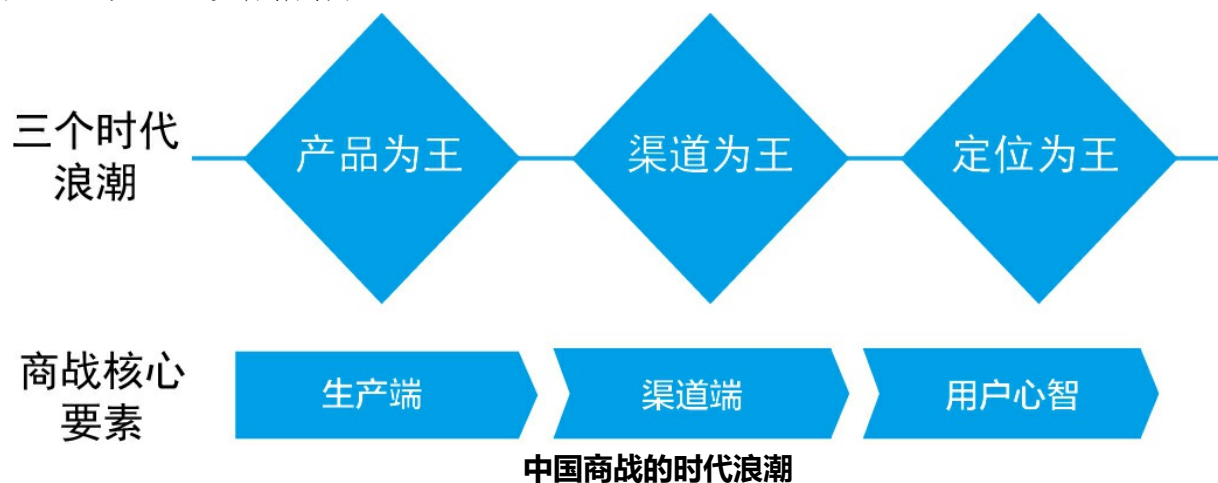 三个时代
浪潮
产品为王
渠道为王
定位为王
商战核心
要素
生产端
渠道端
用户心智
中国商战的时代浪潮